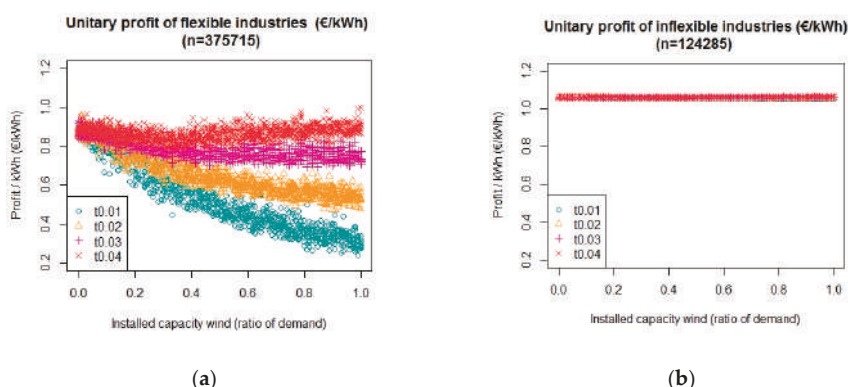 Unitary profit of flexible industries (€/kWh)
(n=375715)
Profit / kWh (€/kWh)
1.2
1.0
0.8
0.6
0.4
0.2
t0.01
t0.02
t0.03
t0.04
0.0 0.2 0.4 0.6 0.8 1.0
Installed capacity wind (ratio of demand)
(a)
Unitary profit of inflexible industries (€/kWh)
(n=124285)
Profit / kWh (€/kWh)
1.2
1.0
0.8
0.6
0.4
0.2
t0.01
t0.02
t0.03
t0.04
0.0 0.2 0.4 0.6 0.8 1.0
Installed capacity wind (ratio of demand)
(b)